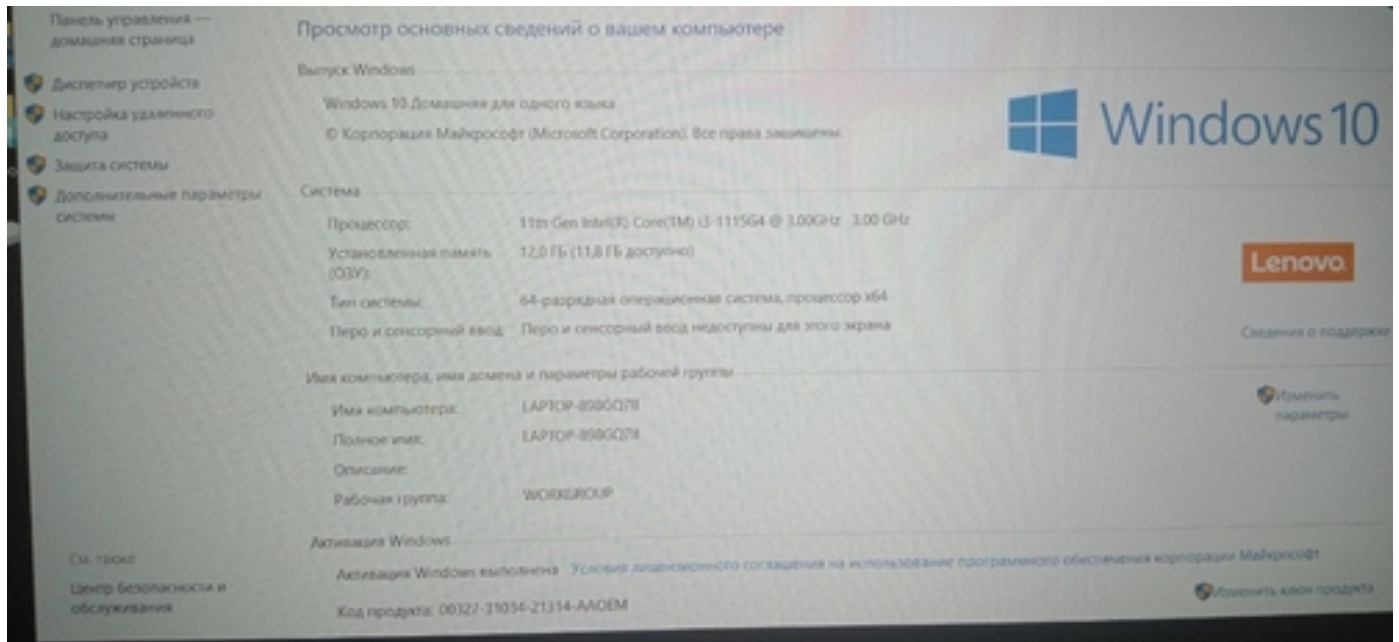 Панель управления —
домашняя страница
Диспетчер устройств
Настройка удаленного
доступа
Защита системы
Дополнительные параметры
системы
См. также
Центр безопасности и
обслуживания
Просмотр основных сведений о вашем компьютере
Выпуск Windows
Windows 10 Домашняя для одного языка
© Корпорация Майкрософт (Microsoft Corporation). Все права защищены.
Windows 10
Система
Процессор: 11th Gen Intel(R) Core(TM) i3-1115G4 @ 3.00GHz 3.00 GHz
Установленная память 12,0 ГБ (11,8 ГБ доступно)
(ОЗУ):
Тип системы: 64-разрядная операционная система, процессор x64
Перо и сенсорный ввод: Перо и сенсорный ввод недоступны для этого экрана
Lenovo
Сведения о поддержке
Имя компьютера, имя домена и параметры рабочей группы
Имя компьютера:
Полное имя:
Описание:
Рабочая группа: WORKGROUP
Изменить
параметры
Активация Windows
Активация Windows выполнена Условия лицензионного соглашения на использование программного обеспечения корпорации Майкрософт
Код продукта: 00327-31034-21314-AAOEM
Изменить ключ продукта